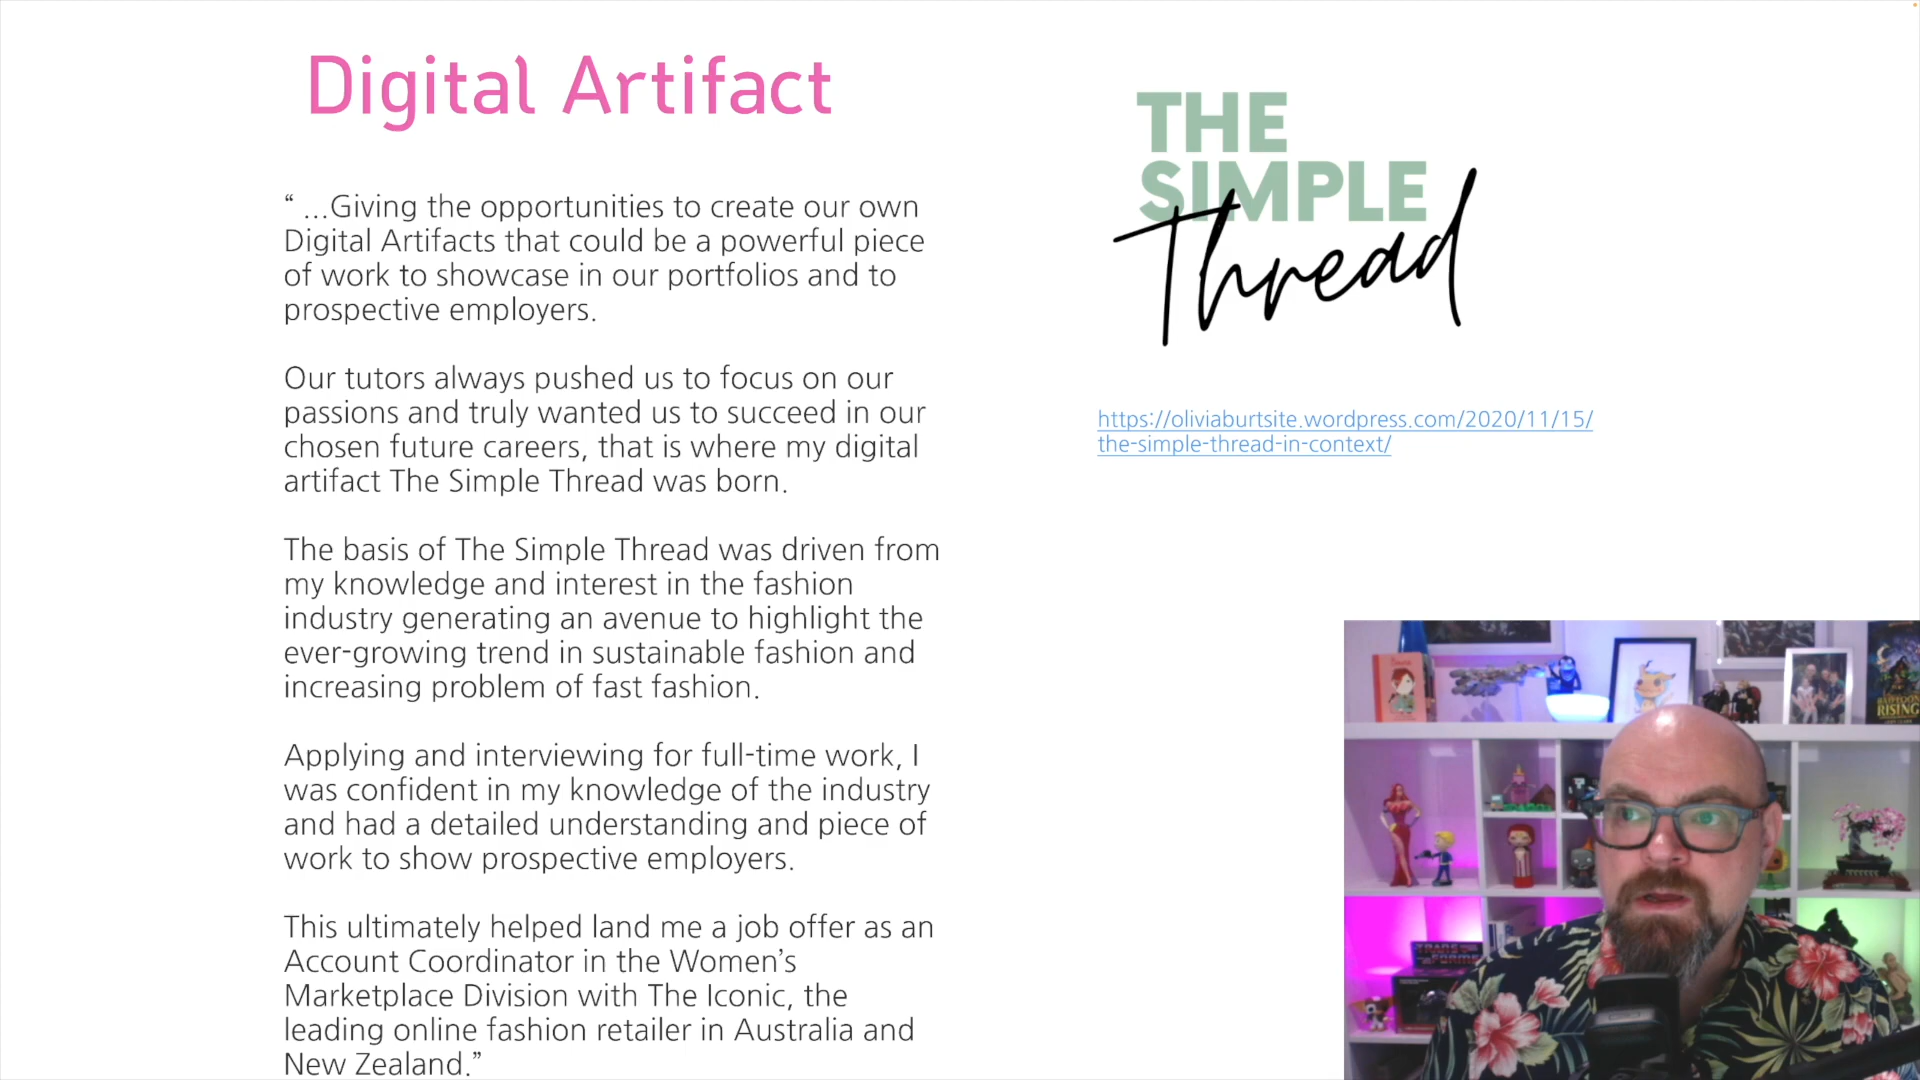 Digital Artifact
“ ...Giving the opportunities to create our own
Digital Artifacts that could be a powerful piece
of work to showcase in our portfolios and to
prospective employers.
Our tutors always pushed us to focus on our
passions and truly wanted us to succeed in our
chosen future careers, that is where my digital
artifact The Simple Thread was born.
The basis of The Simple Thread was driven from
my knowledge and interest in the fashion
industry generating an avenue to highlight the
ever-growing trend in sustainable fashion and
increasing problem of fast fashion.
Applying and interviewing for full-time work, I
was confident in my knowledge of the industry
and had a detailed understanding and piece of
work to show prospective employers.
This ultimately helped land me a job offer as an
Account Coordinator in the Women’s
Marketplace Division with The Iconic, the
leading online fashion retailer in Australia and
New Zealand.”
THE
SIMPLE
Thread
https://oliviaburtsite.wordpress.com/2020/11/15/
the-simple-thread-in-context/
RISING